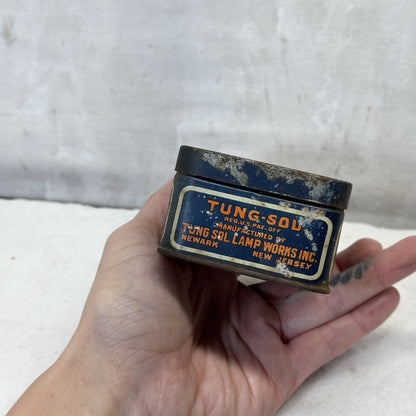 TUNG-SOL
REG.U.S. PAT. OFF.
MANUFACTURED BY
TUNG SOL LAMP WORKS INC.
NEWARK NEW JERSEY